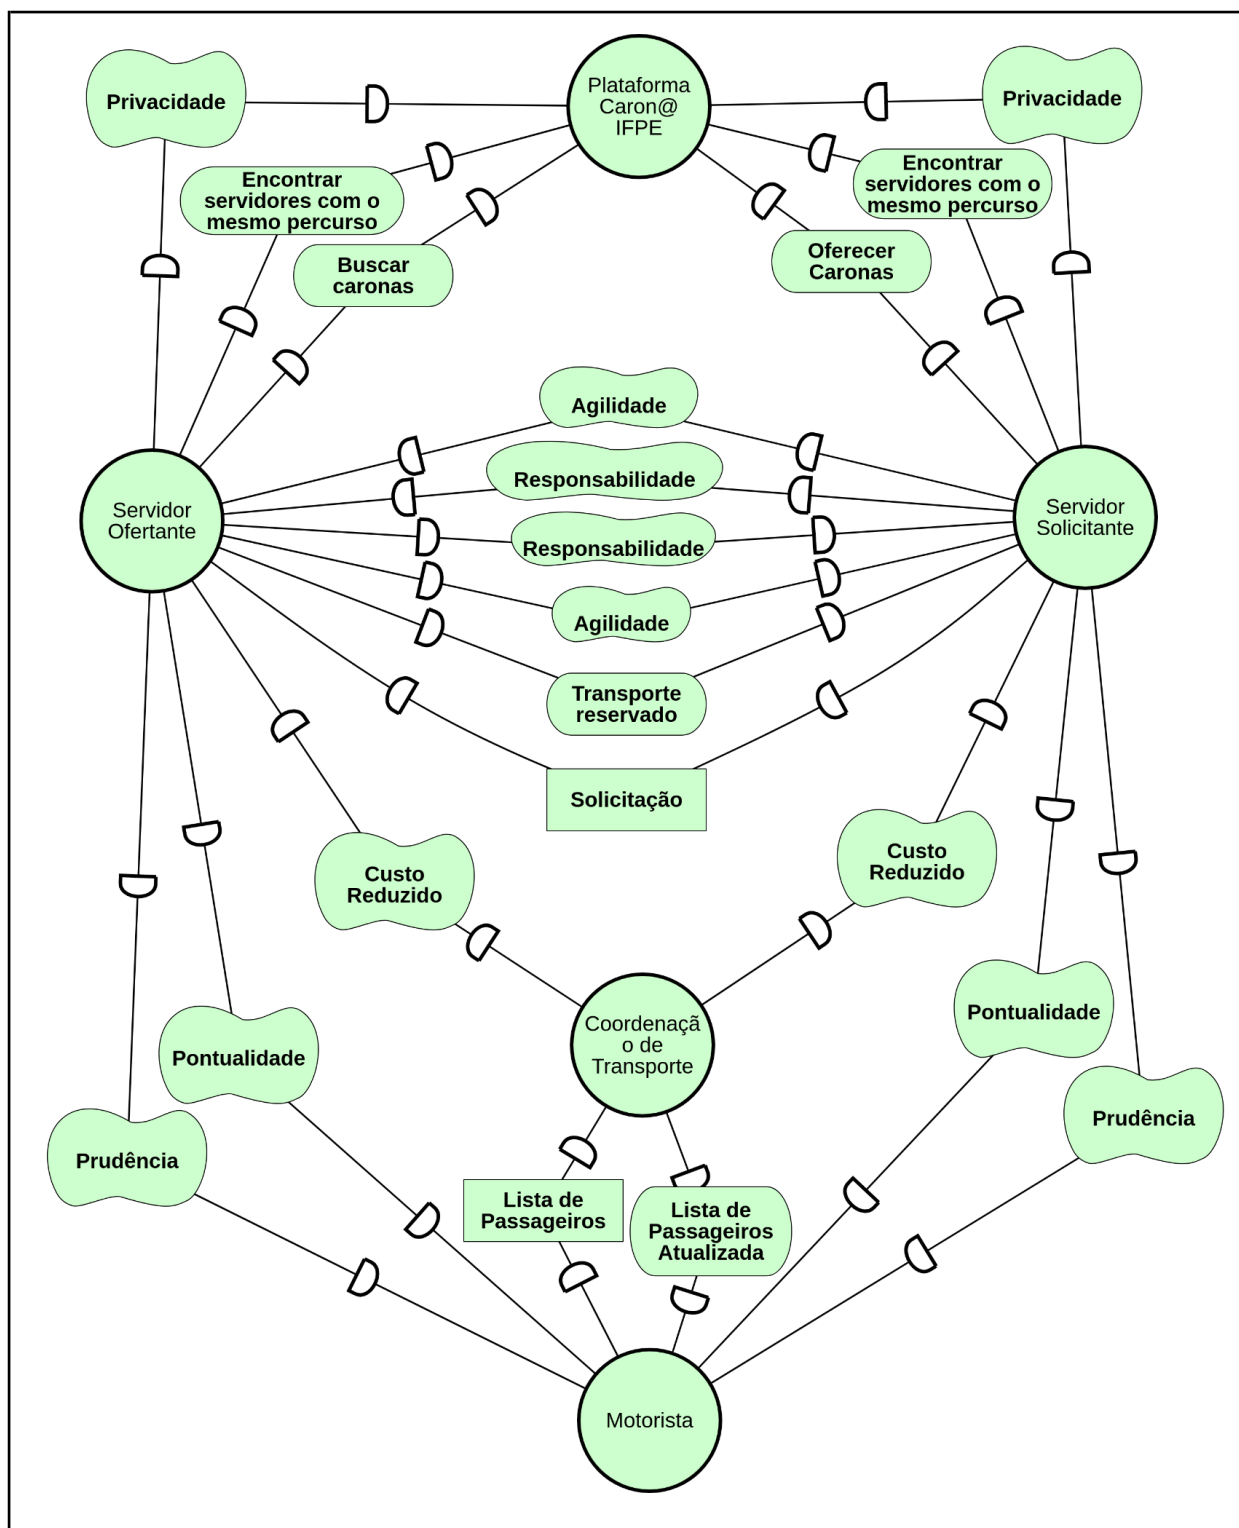 Privacidade
Plataforma
Caron@
IFPE
Privacidade
Encontrar
servidores com o
mesmo percurso
Encontrar
servidores com o
mesmo percurso
Buscar
caronas
Oferecer
Caronas
Agilidade
Responsabilidade
Servidor
Ofertante
Servidor
Solicitante
Responsabilidade
Agilidade
Transporte
reservado
Solicitação
Custo
Reduzido
Custo
Reduzido
Coordenaçã
o de
Transporte
Pontualidade
Pontualidade
Prudência
Prudência
Lista de
Passageiros
Lista de
Passageiros
Atualizada
Motorista